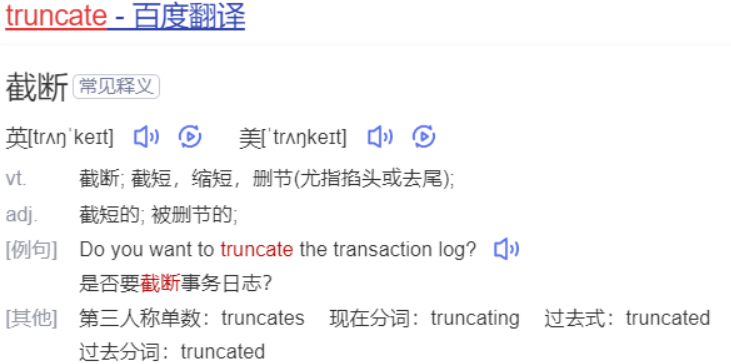 truncate - 百度翻译
截断 常见释义
英[trʌŋˈkeɪt] 美[ˈtrʌŋkeɪt]
vt. 截断; 截短，缩短，删节(尤指掐头或去尾);
adj. 截短的; 被删节的;
[例句] Do you want to truncate the transaction log?
是否要截断事务日志?
[其他] 第三人称单数：truncates 现在分词：truncating 过去式：truncated
过去分词：truncated